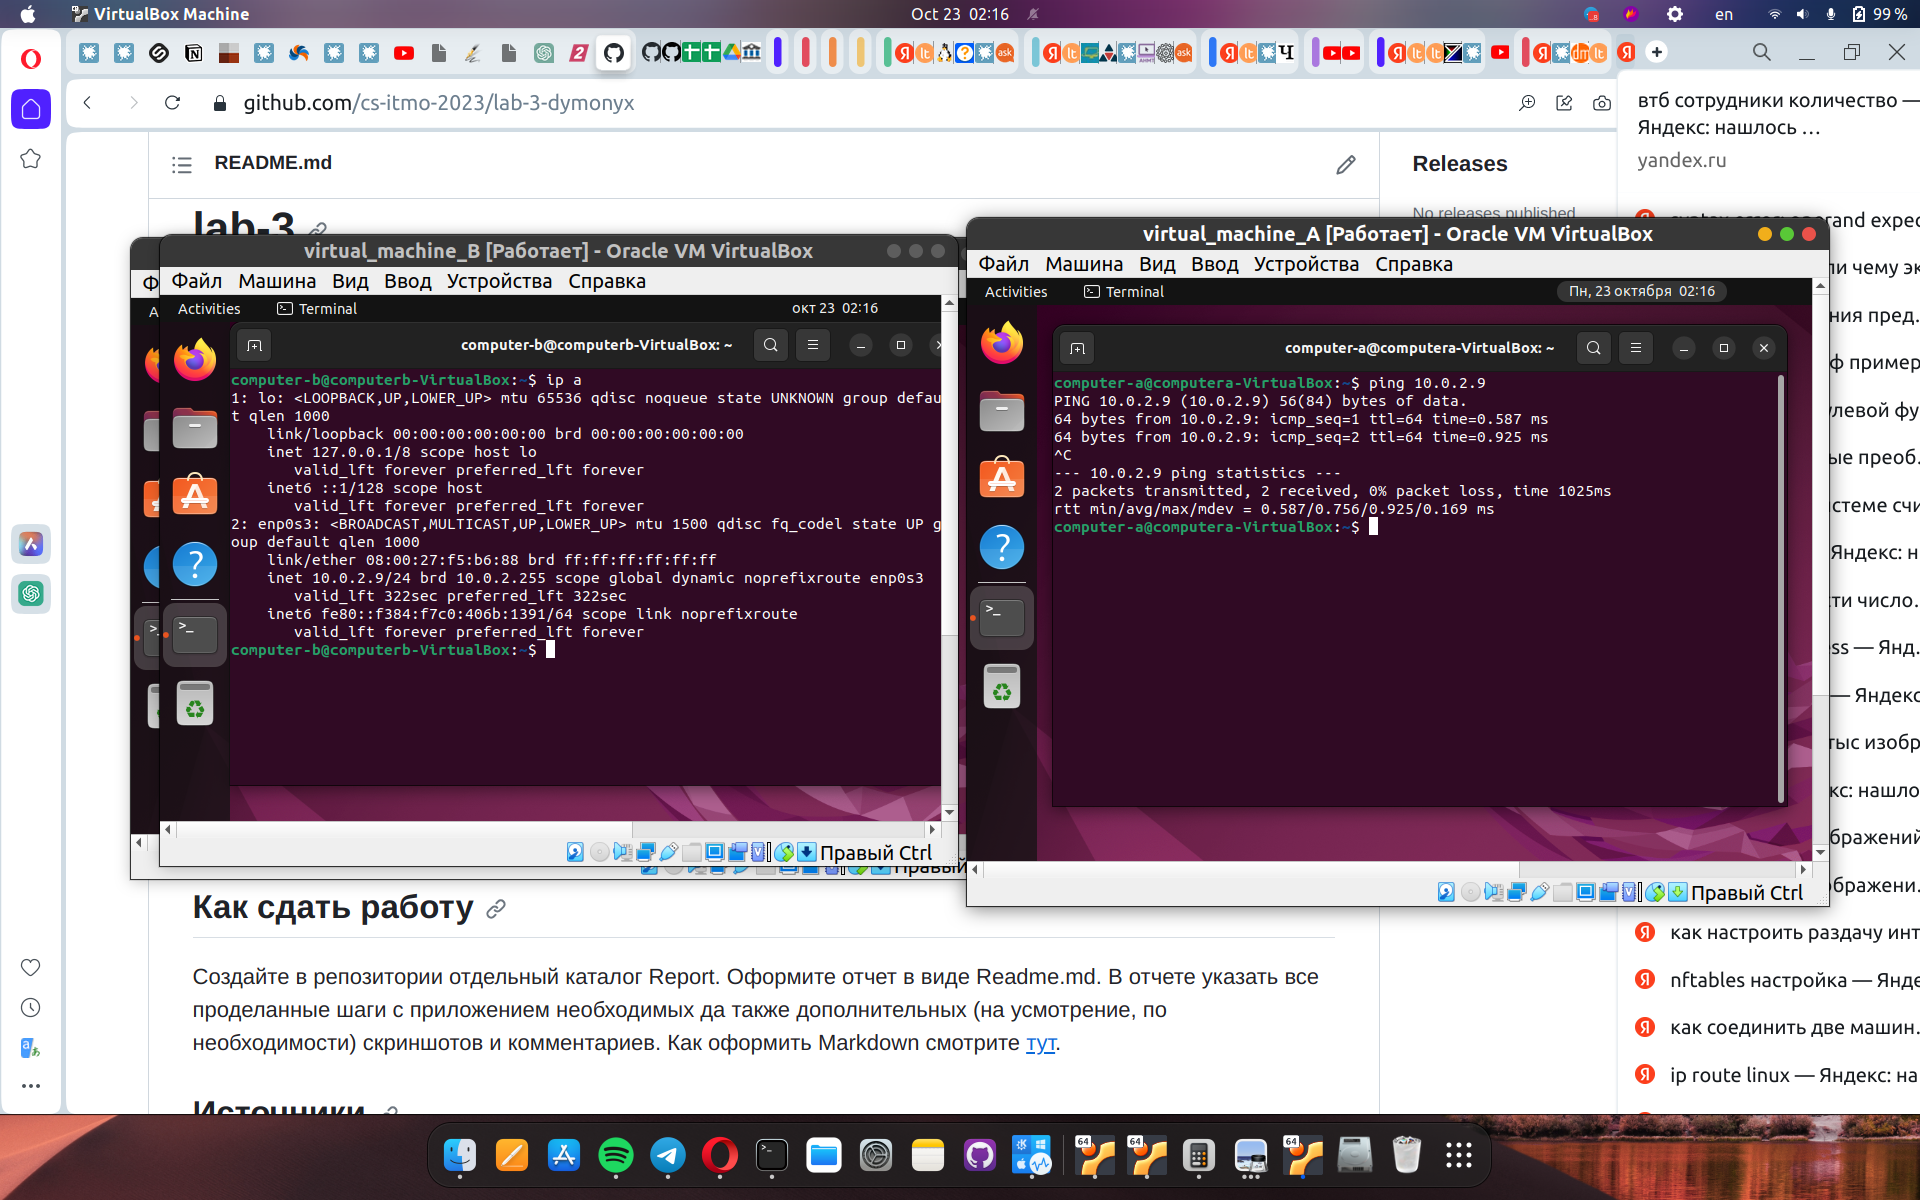 VirtualBox Machine
Oct 23 02:16
en
99 %
github.com/cs-itmo-2023/lab-3-dymonyx
втб сотрудники количество —
Яндекс: нашлось ...
yandex.ru
README.md
Releases
No releases published
lab-3
virtual_machine_B [Работает] - Oracle VM VirtualBox
Файл Машина Вид Ввод Устройства Справка
Activities
Terminal
окт 23 02:16
computer-b@computerb-VirtualBox: ~
computer-b@computerb-VirtualBox:~$ ip a
1: lo: <LOOPBACK,UP,LOWER_UP> mtu 65536 qdisc noqueue state UNKNOWN group defau
t qlen 1000
link/loopback 00:00:00:00:00:00 brd 00:00:00:00:00:00
inet 127.0.0.1/8 scope host lo
valid_lft forever preferred_lft forever
inet6 ::1/128 scope host
valid_lft forever preferred_lft forever
2: enp0s3: <BROADCAST,MULTICAST,UP,LOWER_UP> mtu 1500 qdisc fq_codel state UP g
oup default qlen 1000
link/ether 08:00:27:f5:b6:88 brd ff:ff:ff:ff:ff:ff
inet 10.0.2.9/24 brd 10.0.2.255 scope global dynamic noprefixroute enp0s3
valid_lft 322sec preferred_lft 322sec
inet6 fe80::f384:f7c0:406b:1391/64 scope link noprefixroute
valid_lft forever preferred_lft forever
computer-b@computerb-VirtualBox:~$
Правый Ctrl
virtual_machine_A [Работает] - Oracle VM VirtualBox
Файл Машина Вид Ввод Устройства Справка
Activities
Terminal
Пн, 23 октября 02:16
computer-a@computera-VirtualBox: ~
computer-a@computera-VirtualBox:~$ ping 10.0.2.9
PING 10.0.2.9 (10.0.2.9) 56(84) bytes of data.
64 bytes from 10.0.2.9: icmp_seq=1 ttl=64 time=0.587 ms
64 bytes from 10.0.2.9: icmp_seq=2 ttl=64 time=0.925 ms
^C
--- 10.0.2.9 ping statistics ---
2 packets transmitted, 2 received, 0% packet loss, time 1025ms
rtt min/avg/max/mdev = 0.587/0.756/0.925/0.169 ms
computer-a@computera-VirtualBox:~$
Правый Ctrl
ли чему эк
ния пред.
ф пример
улевой фу
ые преоб..
истеме счи
Яндекс: н
ти число..
ss — Янд.
— Яндекс
тыс изобр
кс: нашло
бражений
бражени..
как настроить раздачу инт
nftables настройка — Янде
как соединить две машин..
ip route linux — Яндекс: на
Как сдать работу
Создайте в репозитории отдельный каталог Report. Оформите отчет в виде Readme.md. В отчете указать все
проделанные шаги с приложением необходимых да также дополнительных (на усмотрение, по
необходимости) скриншотов и комментариев. Как оформить Markdown смотрите тут.
Источники